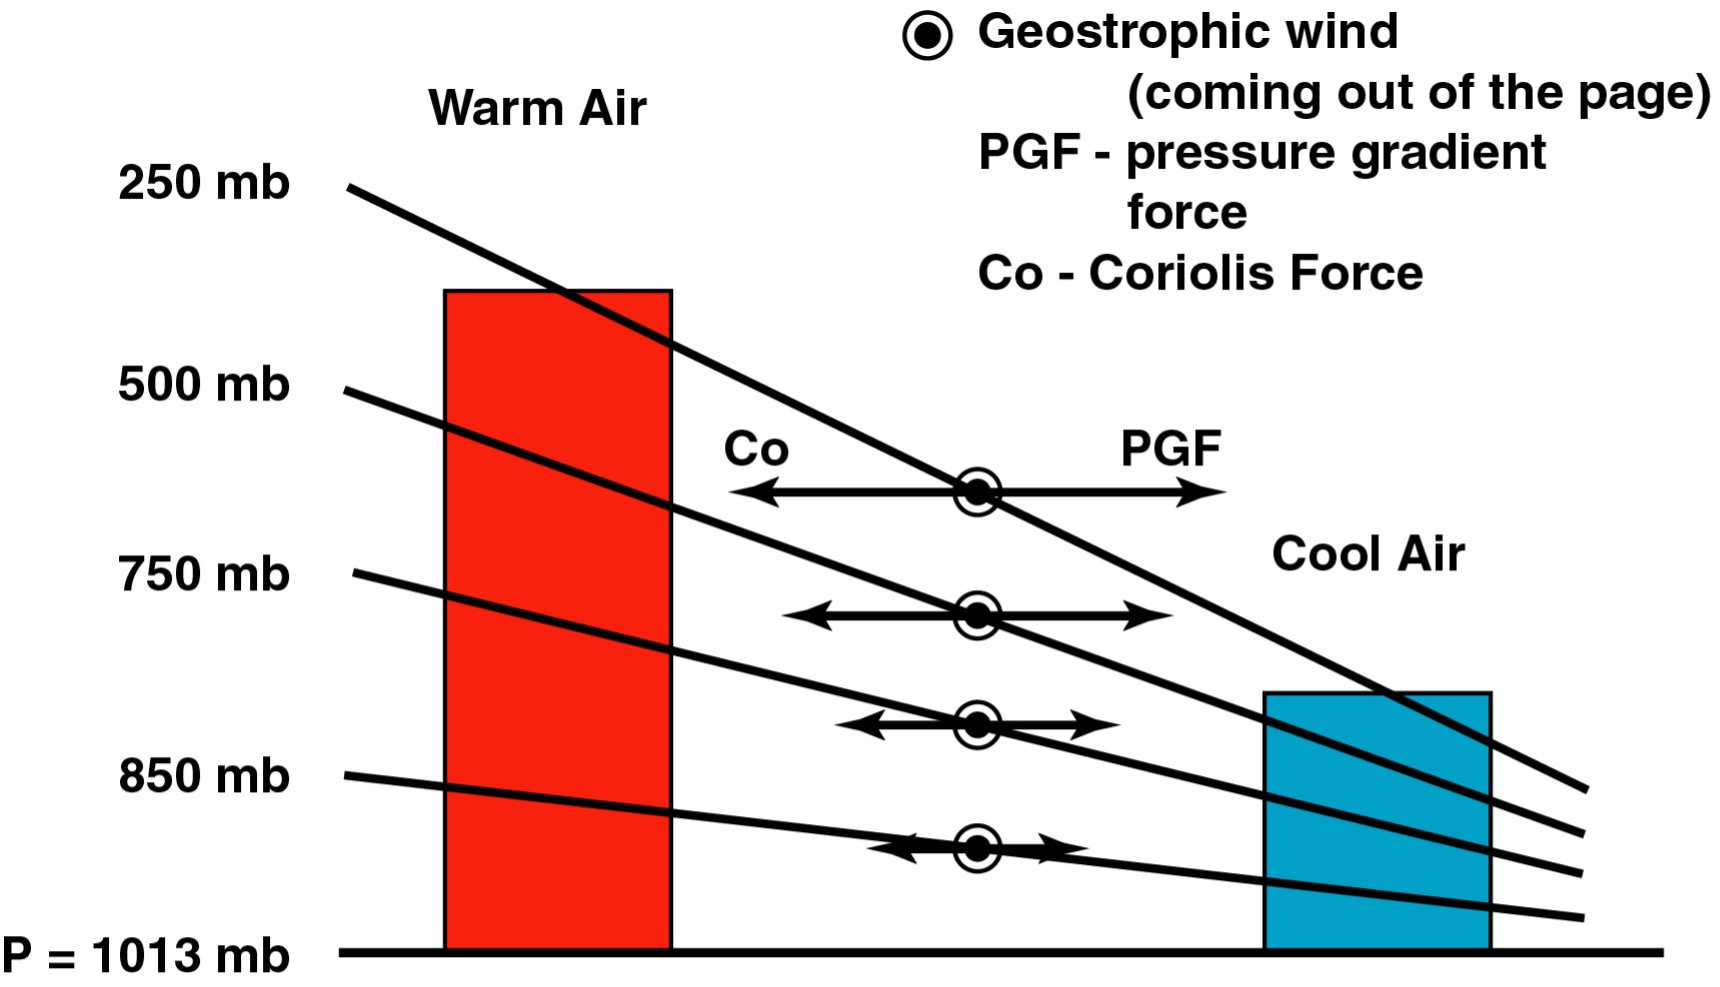 Geostrophic wind
(coming out of the page)
PGF - pressure gradient
force
Co - Coriolis Force
Warm Air
250 mb
500 mb
Co
PGF
Cool Air
750 mb
850 mb
P = 1013 mb